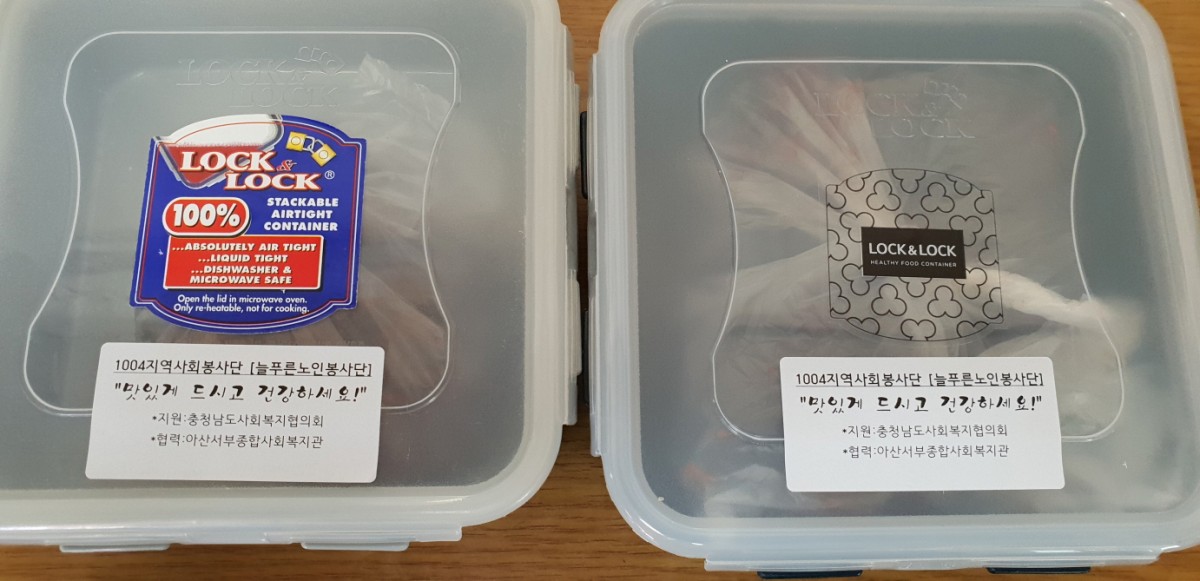 LOCK &
LOCK
LOCK &
LOCK ®
100%
STACKABLE
AIRTIGHT
CONTAINER
...ABSOLUTELY AIR TIGHT
...LIQUID TIGHT
...DISHWASHER &
MICROWAVE SAFE
Open the lid in microwave oven.
Only re-heatable, not for cooking.
1004지역사회봉사단 [늘푸른노인봉사단]
"맛있게 드시고 건강하세요!"
*지원:충청남도사회복지협의회
*협력:아산서부종합사회복지관
LOCK &
LOCK
LOCK&LOCK
HEALTHY FOOD CONTAINER
1004지역사회봉사단 [늘푸른노인봉사단]
"맛있게 드시고 건강하세요!"
*지원:충청남도사회복지협의회
*협력:아산서부종합사회복지관